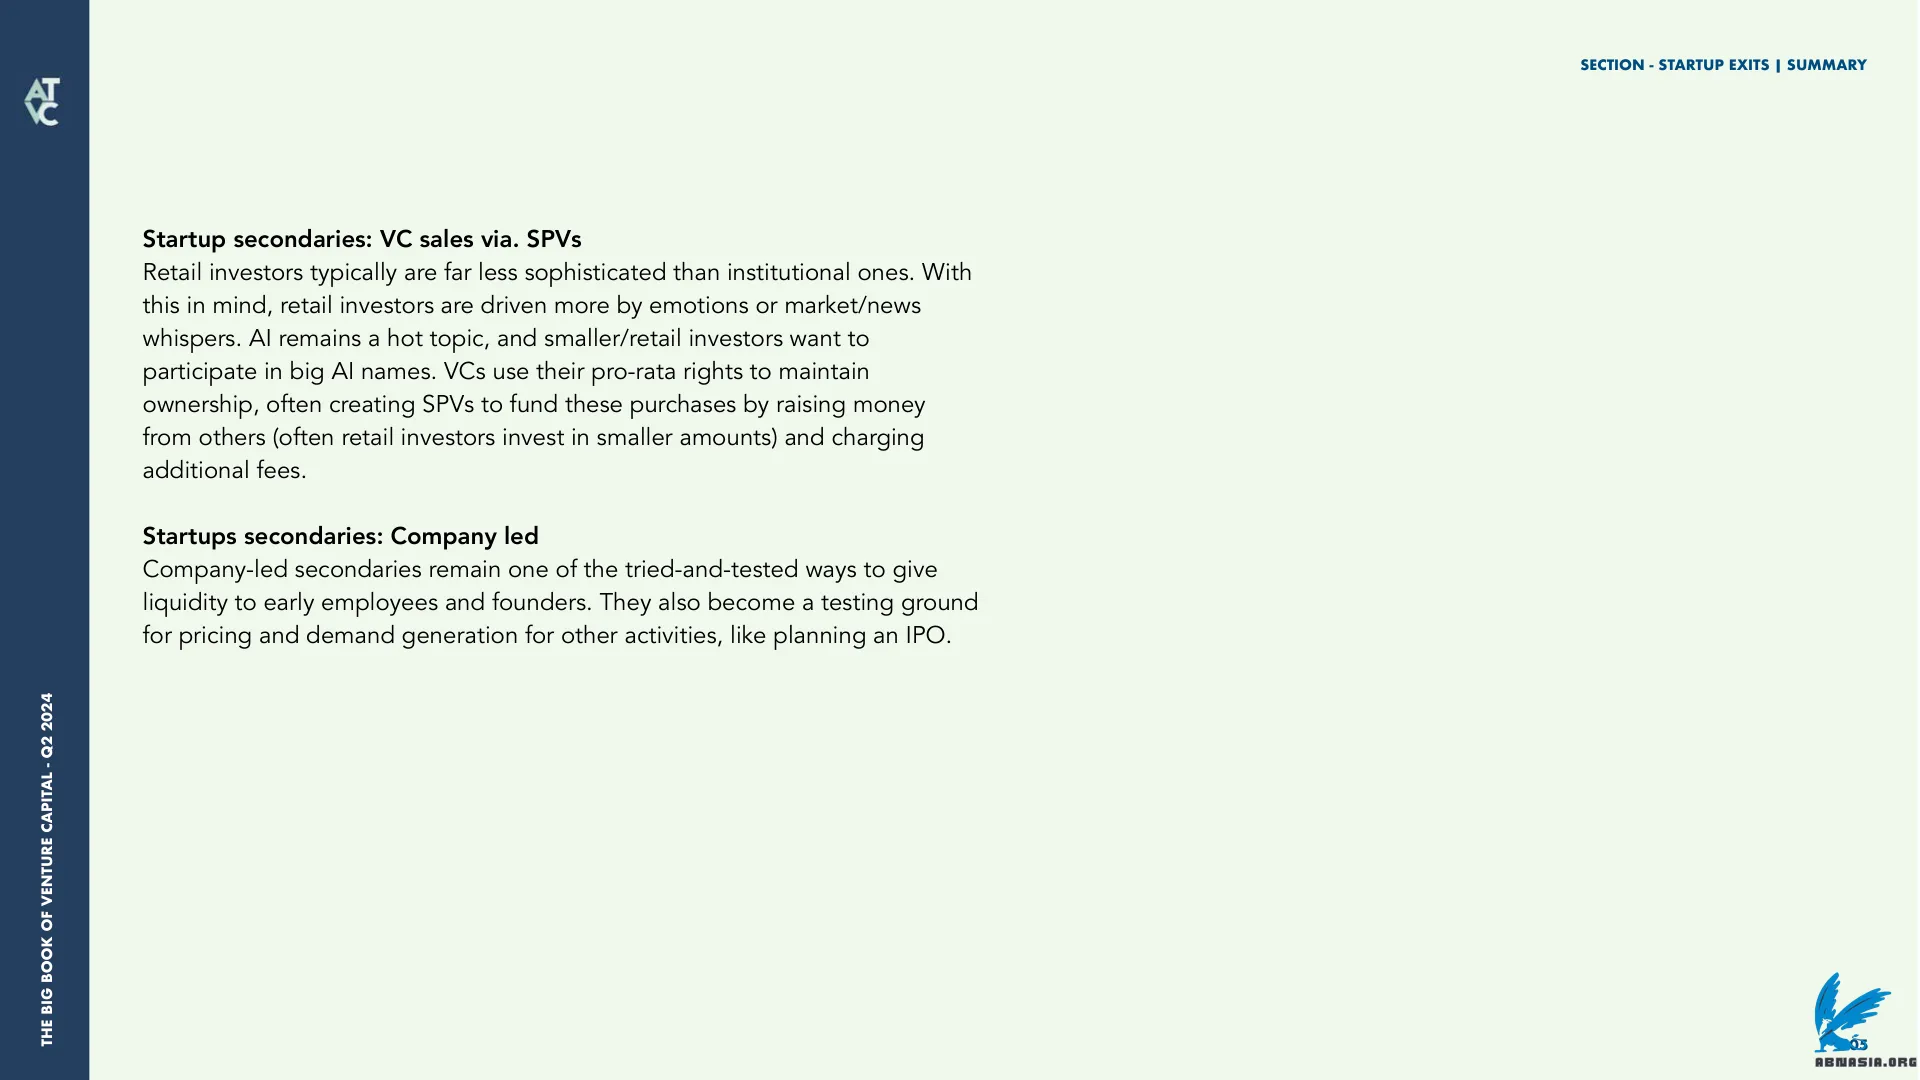 SECTION - STARTUP EXITS | SUMMARY
AT
VC
Startup secondaries: VC sales via. SPVs
Retail investors typically are far less sophisticated than institutional ones. With
this in mind, retail investors are driven more by emotions or market/news
whispers. AI remains a hot topic, and smaller/retail investors want to
participate in big AI names. VCs use their pro-rata rights to maintain
ownership, often creating SPVs to fund these purchases by raising money
from others (often retail investors invest in smaller amounts) and charging
additional fees.
Startups secondaries: Company led
Company-led secondaries remain one of the tried-and-tested ways to give
liquidity to early employees and founders. They also become a testing ground
for pricing and demand generation for other activities, like planning an IPO.
THE BIG BOOK OF VENTURE CAPITAL - Q2 2024
ABNASIA.ORG